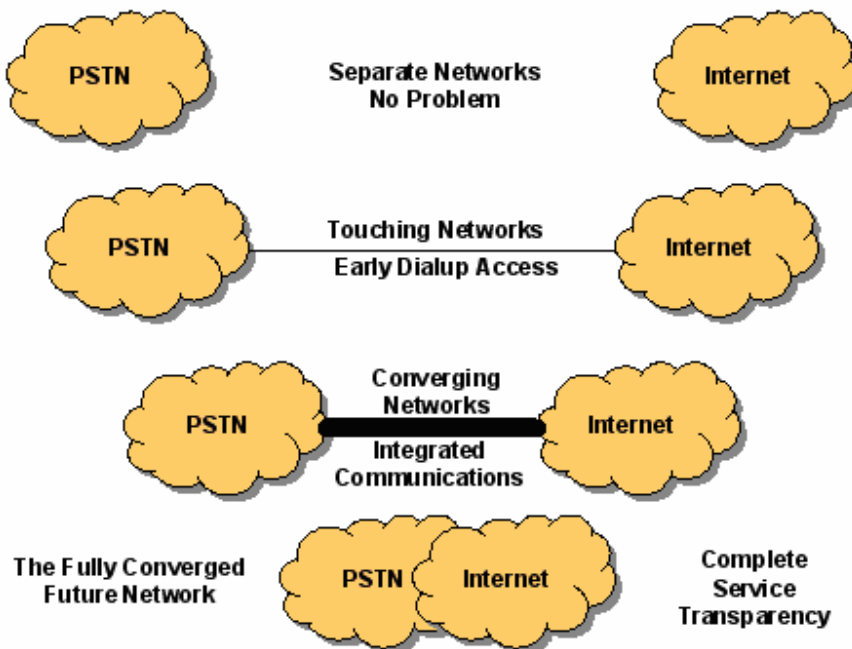 PSTN
Separate Networks
No Problem
Internet
PSTN
Touching Networks
Early Dialup Access
Internet
PSTN
Converging
Networks
Integrated
Communications
Internet
The Fully Converged
Future Network
PSTN
Internet
Complete
Service
Transparency